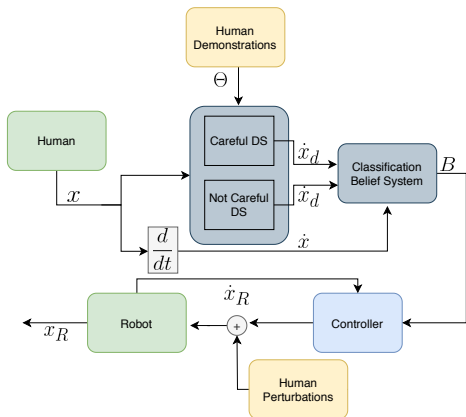 Human
Demonstrations
Θ
Human
Careful DS
ẋ_d
Classification
Belief System
B
x
Not Careful
DS
ẋ_d
d
dt
ẋ
ẋ_R
x_R
Robot
+
Controller
Human
Perturbations